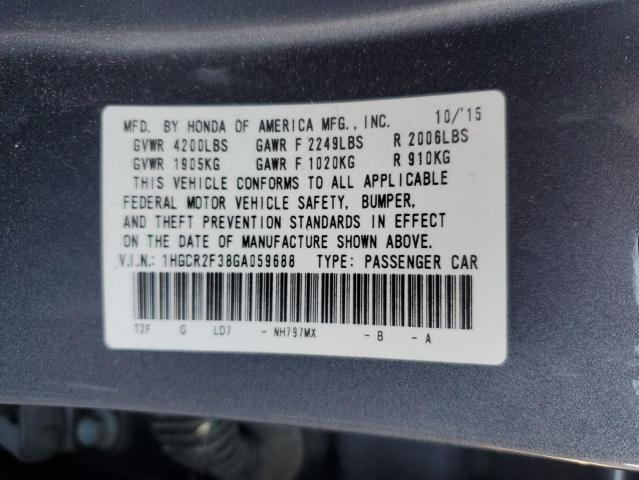 MFD. BY HONDA OF AMERICA MFG., INC. 10/'15
GVWR 4200LBS GAWR F 2249LBS R 2006LBS
GVWR 1905KG GAWR F 1020KG R 910KG
THIS VEHICLE CONFORMS TO ALL APPLICABLE
FEDERAL MOTOR VEHICLE SAFETY, BUMPER,
AND THEFT PREVENTION STANDARDS IN EFFECT
ON THE DATE OF MANUFACTURE SHOWN ABOVE.
V.I.N.: 1HGCR2F38GA059688 TYPE: PASSENGER CAR
T2F G LD7 - NH797MX - B - A